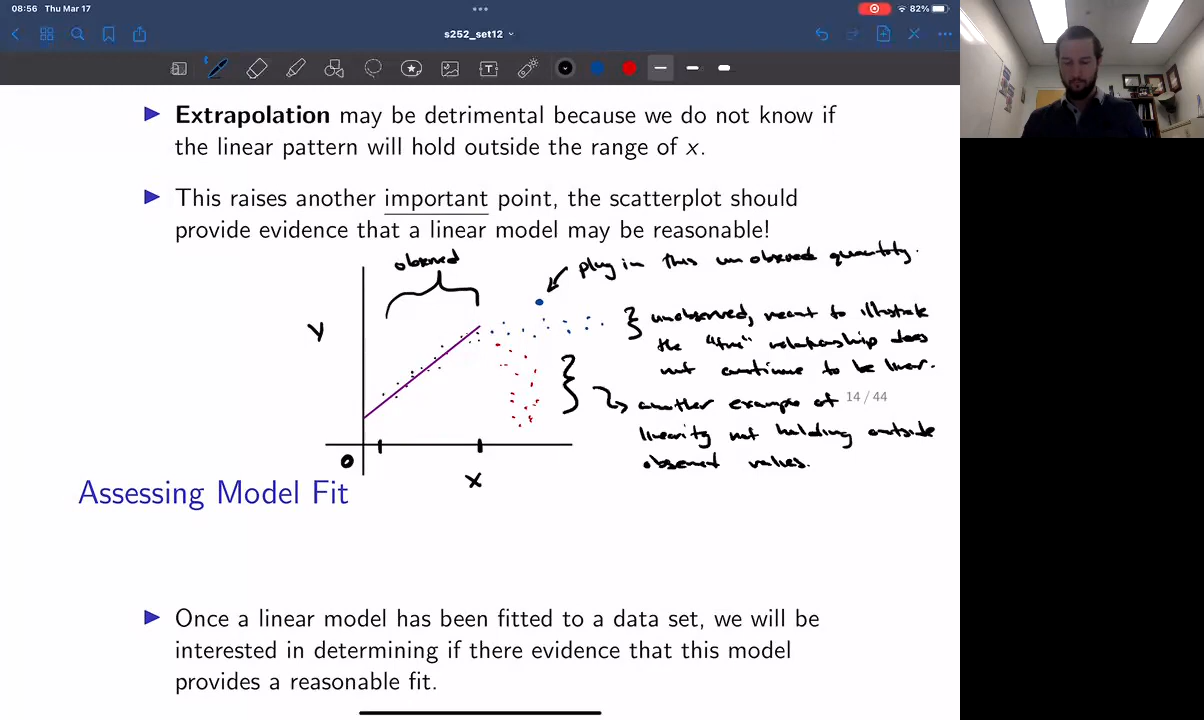 08:56 Thu Mar 17
82%
s252_set12
▶ Extrapolation may be detrimental because we do not know if
the linear pattern will hold outside the range of x.
▶ This raises another important point, the scatterplot should
provide evidence that a linear model may be reasonable!
observed
plug in this unobserved quantity.
Y
} unobserved, meant to illustrate
the "true" relationship does
not continue to be linear.
another example of
14 / 44
linearity not holding outside
observed values.
0
X
Assessing Model Fit
▶ Once a linear model has been fitted to a data set, we will be
interested in determining if there evidence that this model
provides a reasonable fit.